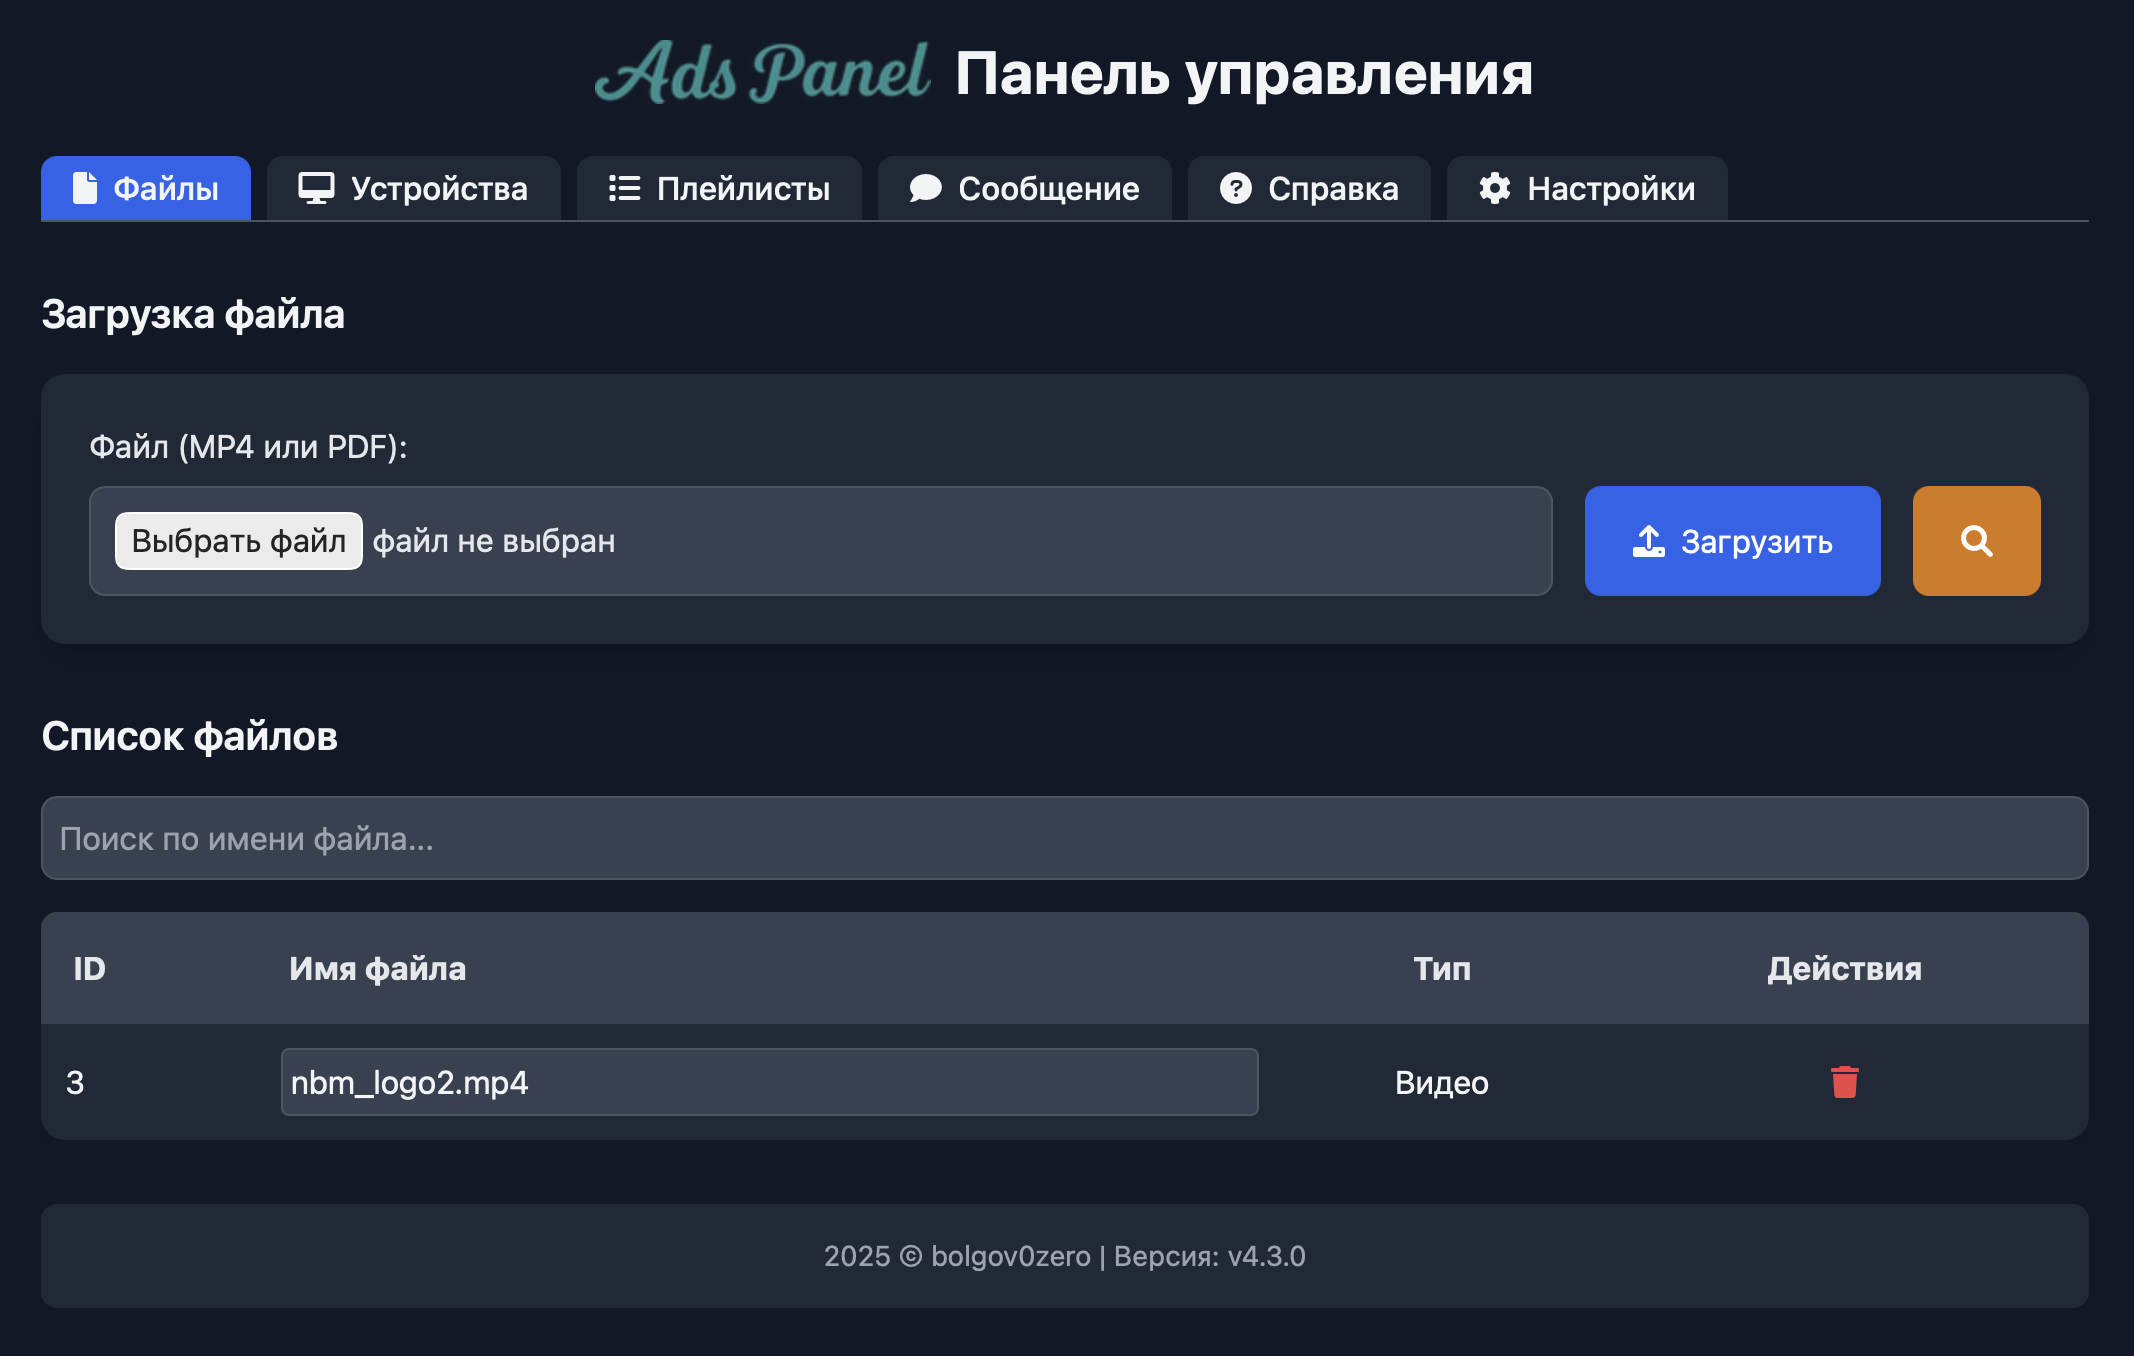 Ads Panel Панель управления
Файлы Устройства Плейлисты Сообщение Справка Настройки
Загрузка файла
Файл (MP4 или PDF):
Выбрать файл файл не выбран Загрузить
Список файлов
Поиск по имени файла...
ID Имя файла Тип Действия
3 nbm_logo2.mp4 Видео
2025 © bolgov0zero | Версия: v4.3.0